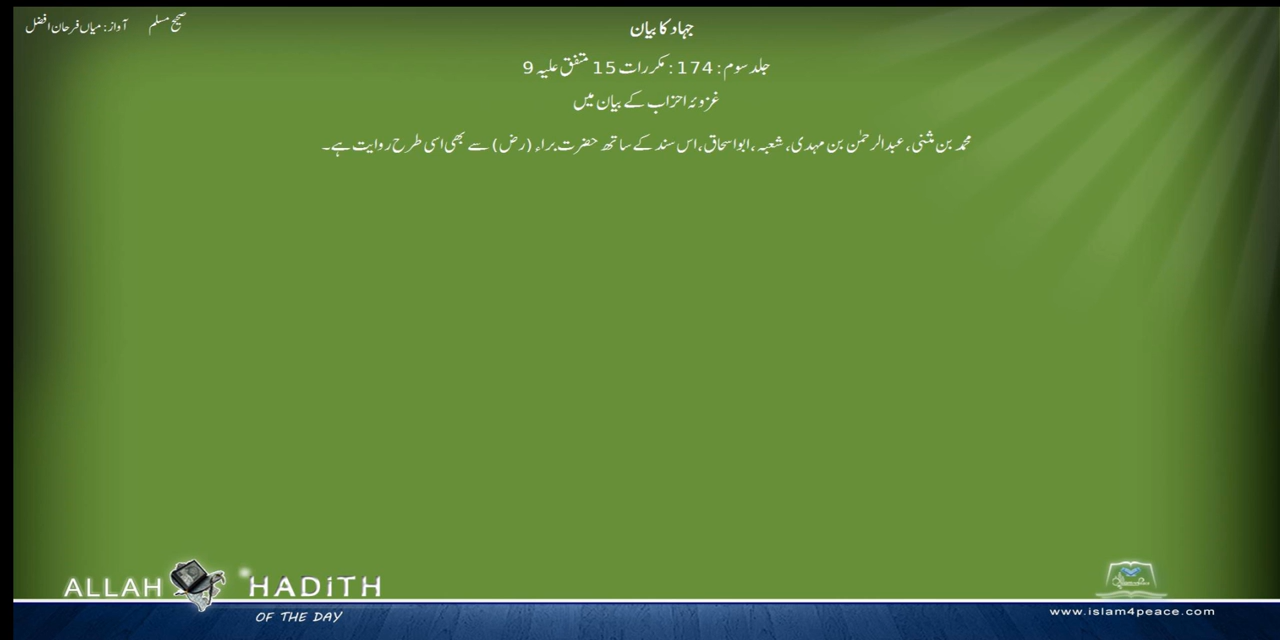 صحیح مسلم آواز: میاں فرحان افضل
جہاد کا بیان
جلد سوم : 174 : مکررات 15 متفق علیہ 9
غزوئہ احزاب کے بیان میں
محمد بن مثنی، عبدالرحمٰن بن مہدی، شعبہ، ابواسحاق، اس سند کے ساتھ حضرت براء (رض) سے بھی اسی طرح روایت ہے۔
ALLAH HADITH
OF THE DAY
www.islam4peace.com